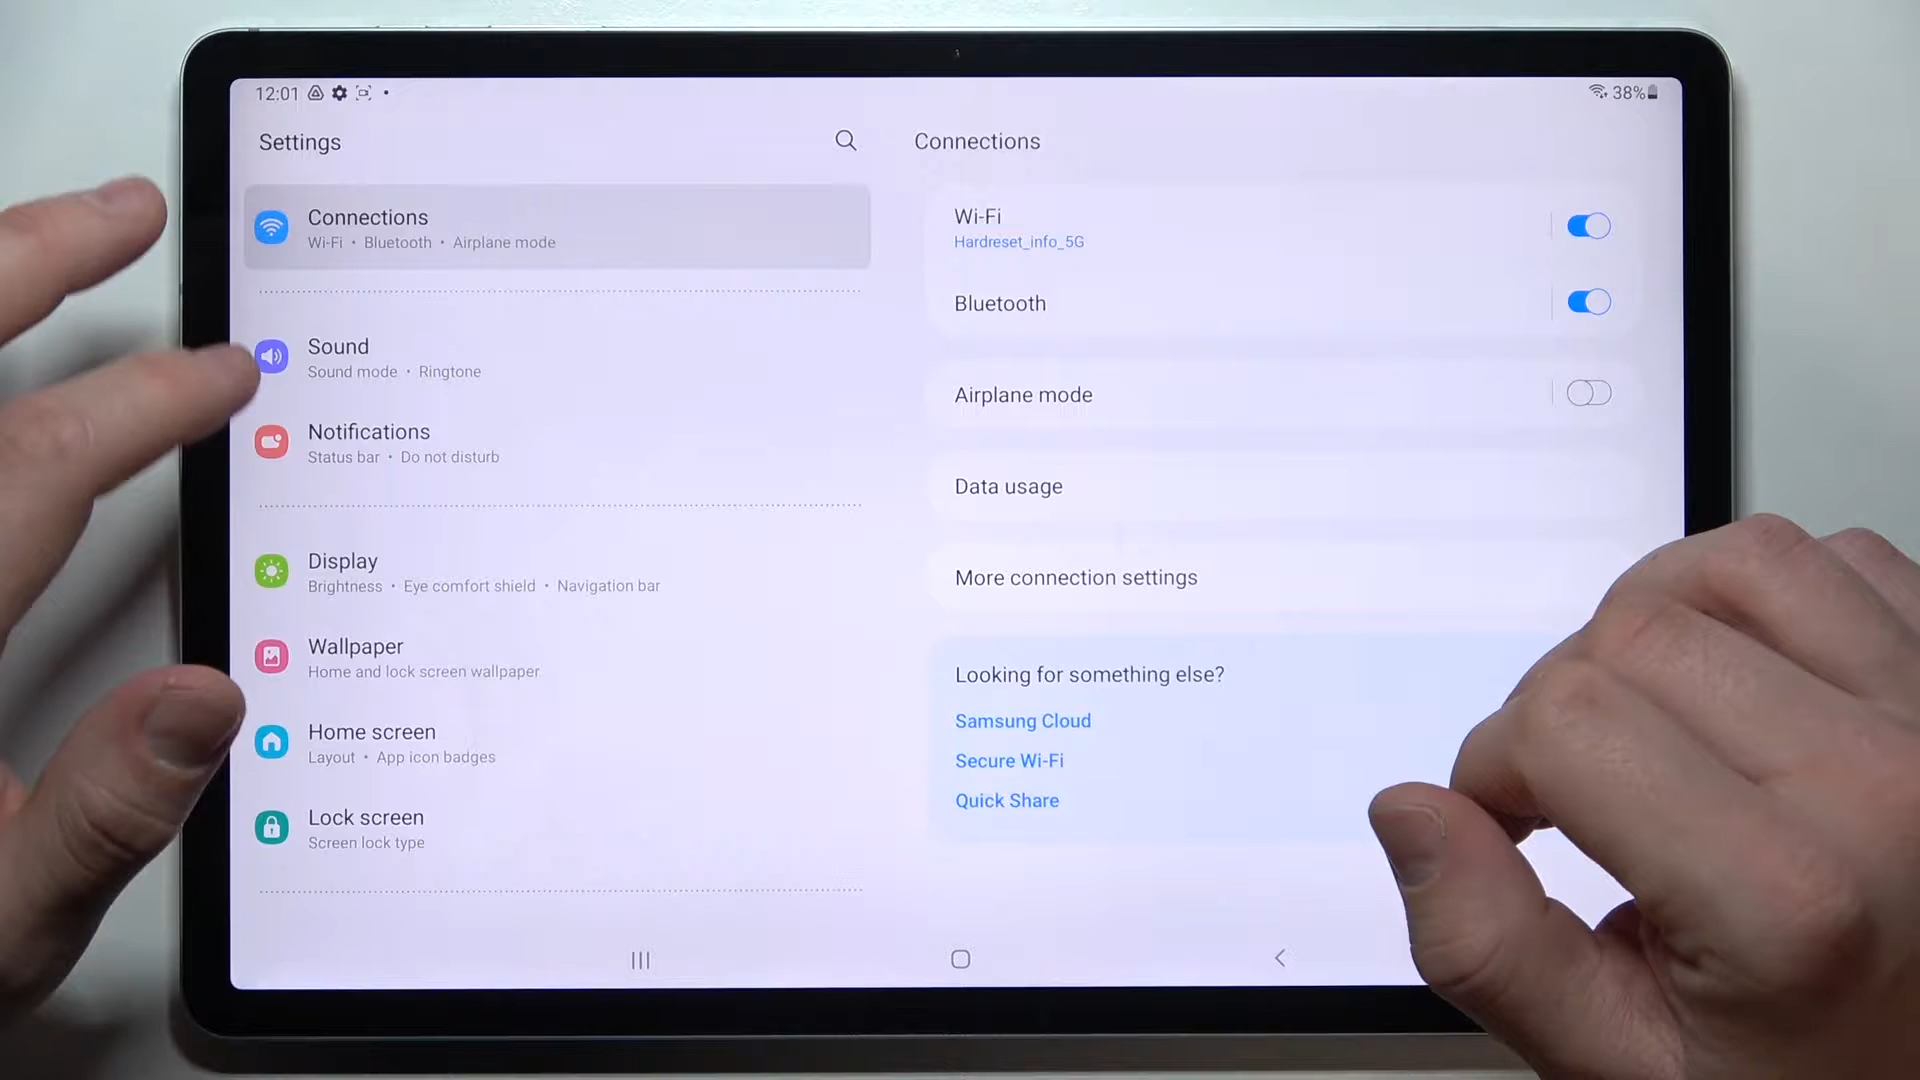 12:01
38%
Settings
Connections
Wi-Fi • Bluetooth • Airplane mode
Sound
Sound mode • Ringtone
Notifications
Status bar • Do not disturb
Display
Brightness • Eye comfort shield • Navigation bar
Wallpaper
Home and lock screen wallpaper
Home screen
Layout • App icon badges
Lock screen
Screen lock type
Connections
Wi-Fi
Hardreset_info_5G
Bluetooth
Airplane mode
Data usage
More connection settings
Looking for something else?
Samsung Cloud
Secure Wi-Fi
Quick Share